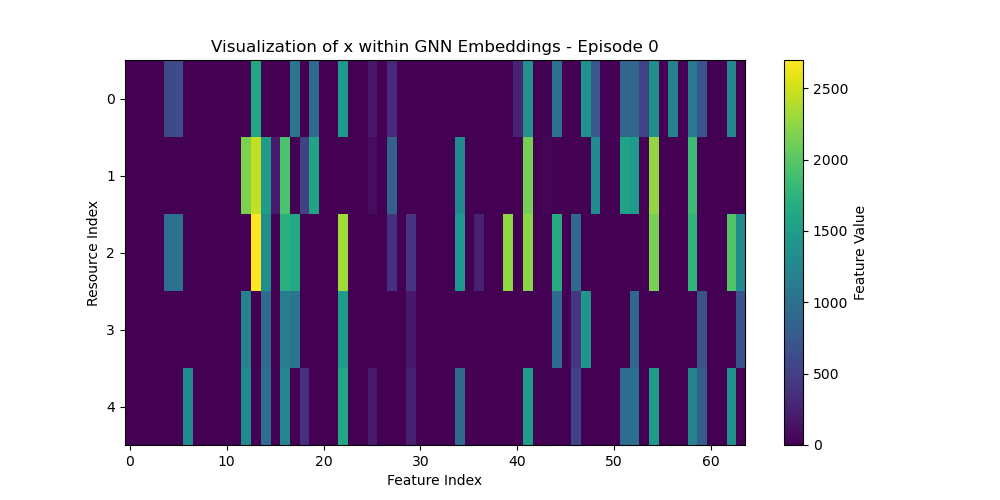 Visualization of x within GNN Embeddings - Episode 0
Resource Index
0
1
2
3
4
0 10 20 30 40 50 60
Feature Index
2500
2000
1500
1000
500
0
Feature Value